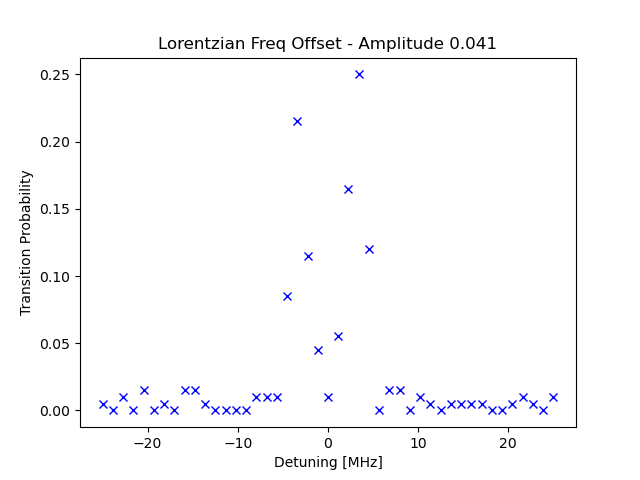 Lorentzian Freq Offset - Amplitude 0.041
0.25
0.20
0.15
0.10
0.05
0.00
Transition Probability
−20 −10 0 10 20
Detuning [MHz]